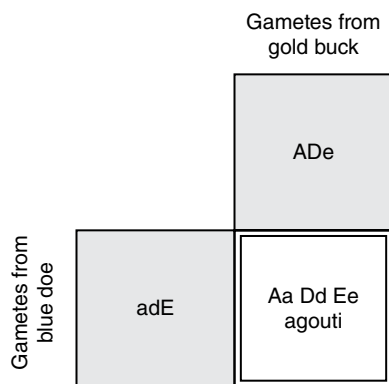 Gametes from
gold buck
ADe
Gametes from
blue doe
adE
Aa Dd Ee
agouti